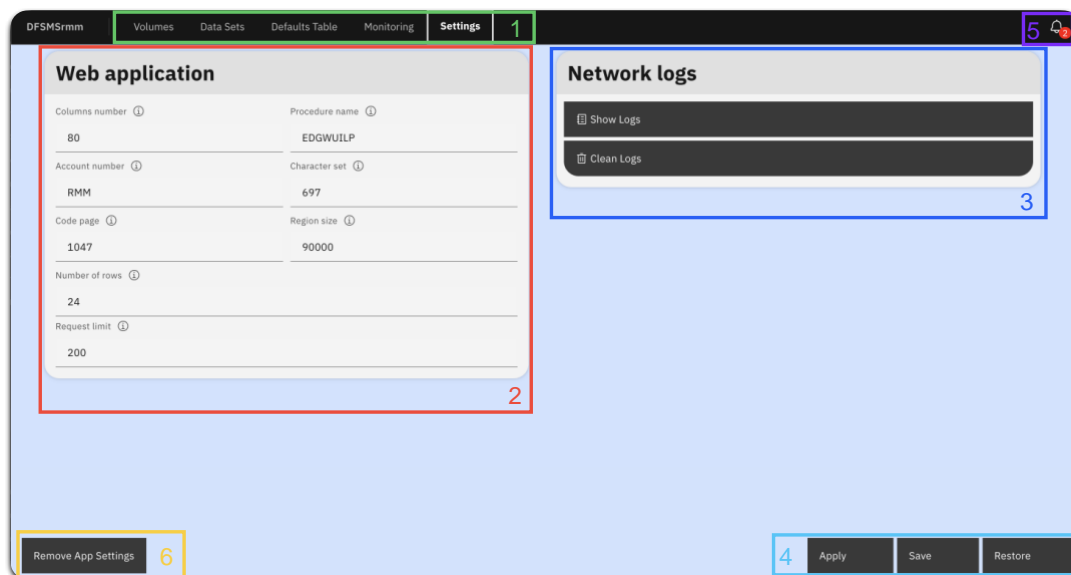 DFSMSrmm Volumes Data Sets Defaults Table Monitoring Settings 1 5 2
Web application
Columns number Procedure name
80 EDGWUILP
Account number Character set
RMM 697
Code page Region size
1047 90000
Number of rows
24
Request limit
200
2
Network logs
Show Logs
Clean Logs
3
Remove App Settings 6
4 Apply Save Restore